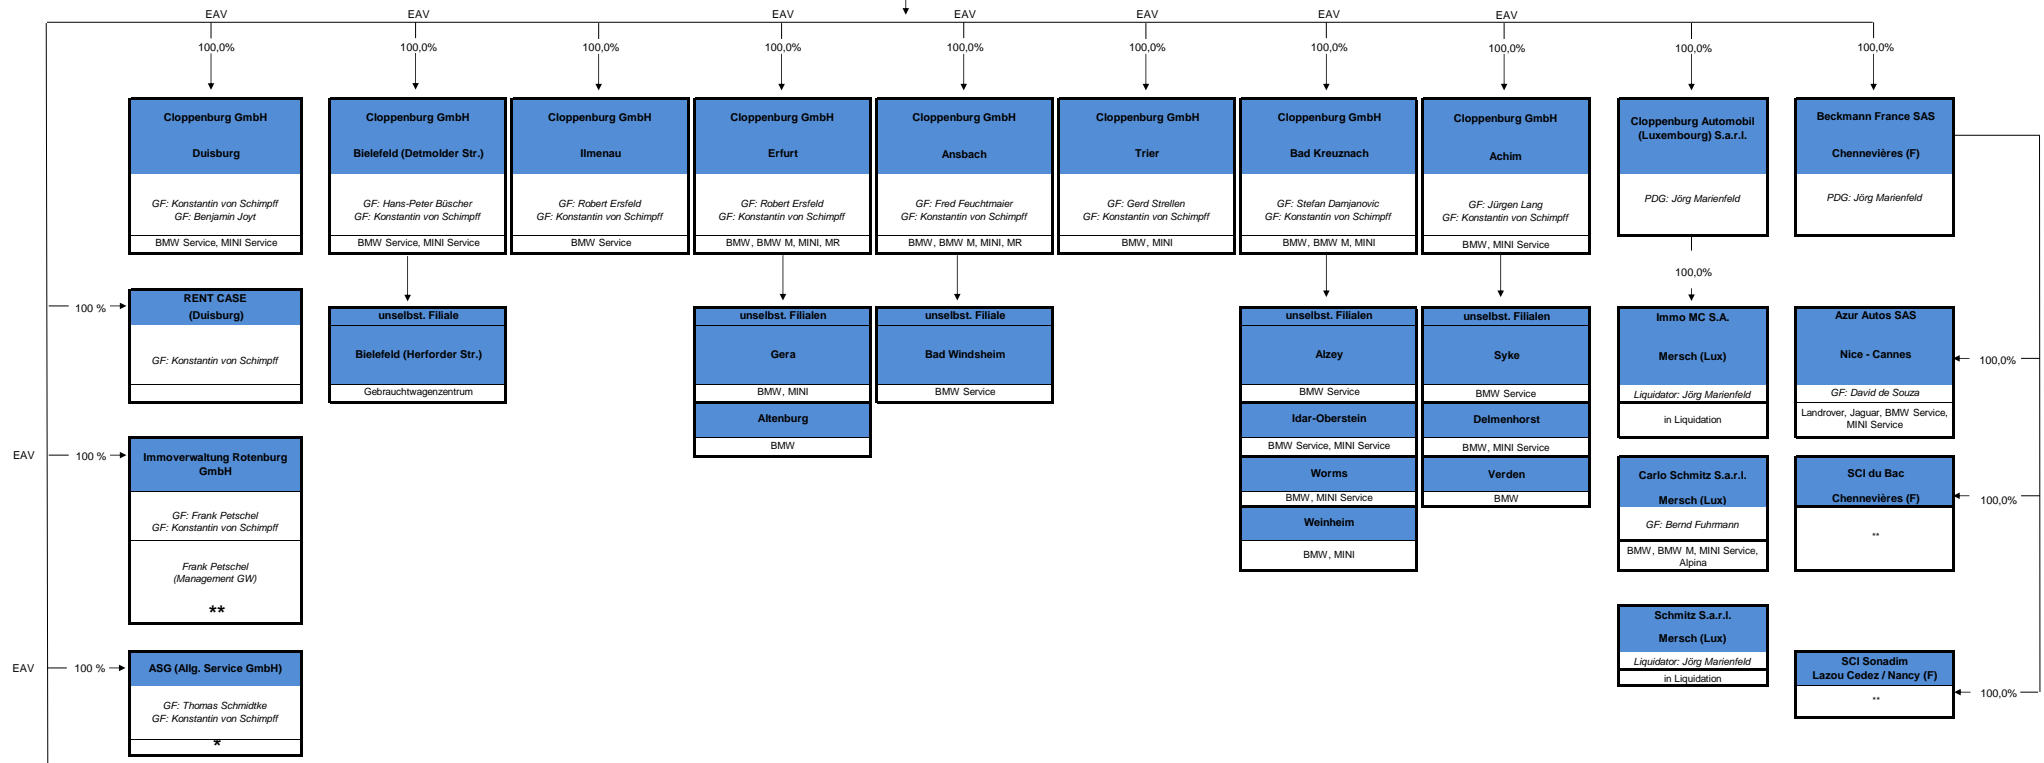 EAV
EAV
EAV
EAV
EAV
EAV
EAV
100,0%
100,0%
100,0%
100,0%
100,0%
100,0%
100,0%
100,0%
100,0%
100,0%
Cloppenburg GmbH
Duisburg
GF: Konstantin von Schimpff
GF: Benjamin Joyt
BMW Service, MINI Service
Cloppenburg GmbH
Bielefeld (Detmolder Str.)
GF: Hans-Peter Büscher
GF: Konstantin von Schimpff
BMW Service, MINI Service
Cloppenburg GmbH
Ilmenau
GF: Robert Ersfeld
GF: Konstantin von Schimpff
BMW Service
Cloppenburg GmbH
Erfurt
GF: Robert Ersfeld
GF: Konstantin von Schimpff
BMW, BMW M, MINI, MR
Cloppenburg GmbH
Ansbach
GF: Fred Feuchtmaier
GF: Konstantin von Schimpff
BMW, BMW M, MINI, MR
Cloppenburg GmbH
Trier
GF: Gerd Strellen
GF: Konstantin von Schimpff
BMW, MINI
Cloppenburg GmbH
Bad Kreuznach
GF: Stefan Damjanovic
GF: Konstantin von Schimpff
BMW, BMW M, MINI
Cloppenburg GmbH
Achim
GF: Jürgen Lang
GF: Konstantin von Schimpff
BMW, MINI Service
Cloppenburg Automobil
(Luxembourg) S.a.r.l.
PDG: Jörg Marienfeld
100,0%
Beckmann France SAS
Chennevières (F)
PDG: Jörg Marienfeld
100 %
RENT CASE
(Duisburg)
GF: Konstantin von Schimpff
unselbst. Filiale
Bielefeld (Herforder Str.)
Gebrauchtwagenzentrum
unselbst. Filialen
Gera
BMW, MINI
Altenburg
BMW
unselbst. Filiale
Bad Windsheim
BMW Service
unselbst. Filialen
Alzey
BMW Service
Idar-Oberstein
BMW Service, MINI Service
Worms
BMW, MINI Service
Weinheim
BMW, MINI
unselbst. Filialen
Syke
BMW Service
Delmenhorst
BMW, MINI Service
Verden
BMW
Immo MC S.A.
Mersch (Lux)
Liquidator: Jörg Marienfeld
in Liquidation
Azur Autos SAS
Nice - Cannes
GF: David de Souza
Landrover, Jaguar, BMW Service,
MINI Service
100,0%
EAV
100 %
Immoverwaltung Rotenburg
GmbH
GF: Frank Petschel
GF: Konstantin von Schimpff
Frank Petschel
(Management GW)
**
Carlo Schmitz S.a.r.l.
Mersch (Lux)
GF: Bernd Fuhrmann
BMW, BMW M, MINI Service,
Alpina
SCI du Bac
Chennevières (F)
**
100,0%
Schmitz S.a.r.l.
Mersch (Lux)
Liquidator: Jörg Marienfeld
in Liquidation
EAV
100 %
ASG (Allg. Service GmbH)
GF: Thomas Schmidtke
GF: Konstantin von Schimpff
*
SCI Sonadim
Lazou Cedez / Nancy (F)
**
100,0%